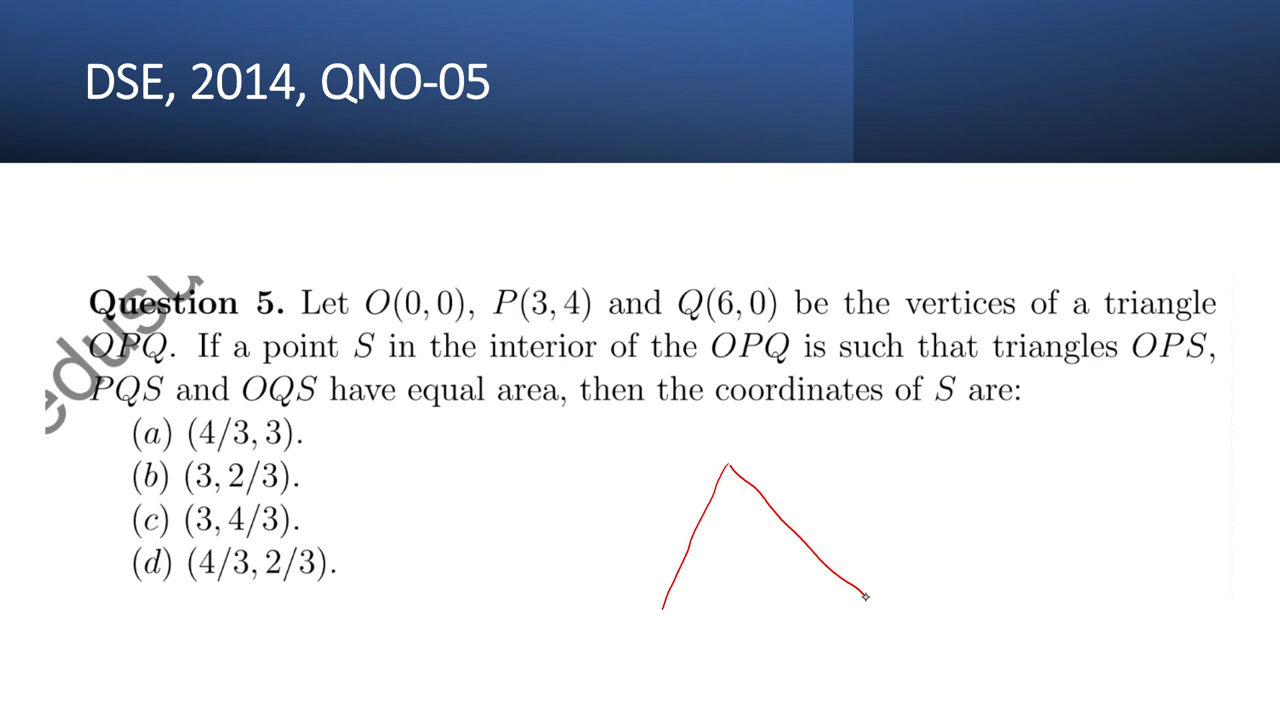 DSE, 2014, QNO-05
Question 5. Let O(0, 0), P(3, 4) and Q(6, 0) be the vertices of a triangle
OPQ. If a point S in the interior of the OPQ is such that triangles OPS,
PQS and OQS have equal area, then the coordinates of S are:
(a) (4/3, 3).
(b) (3, 2/3).
(c) (3, 4/3).
(d) (4/3, 2/3).